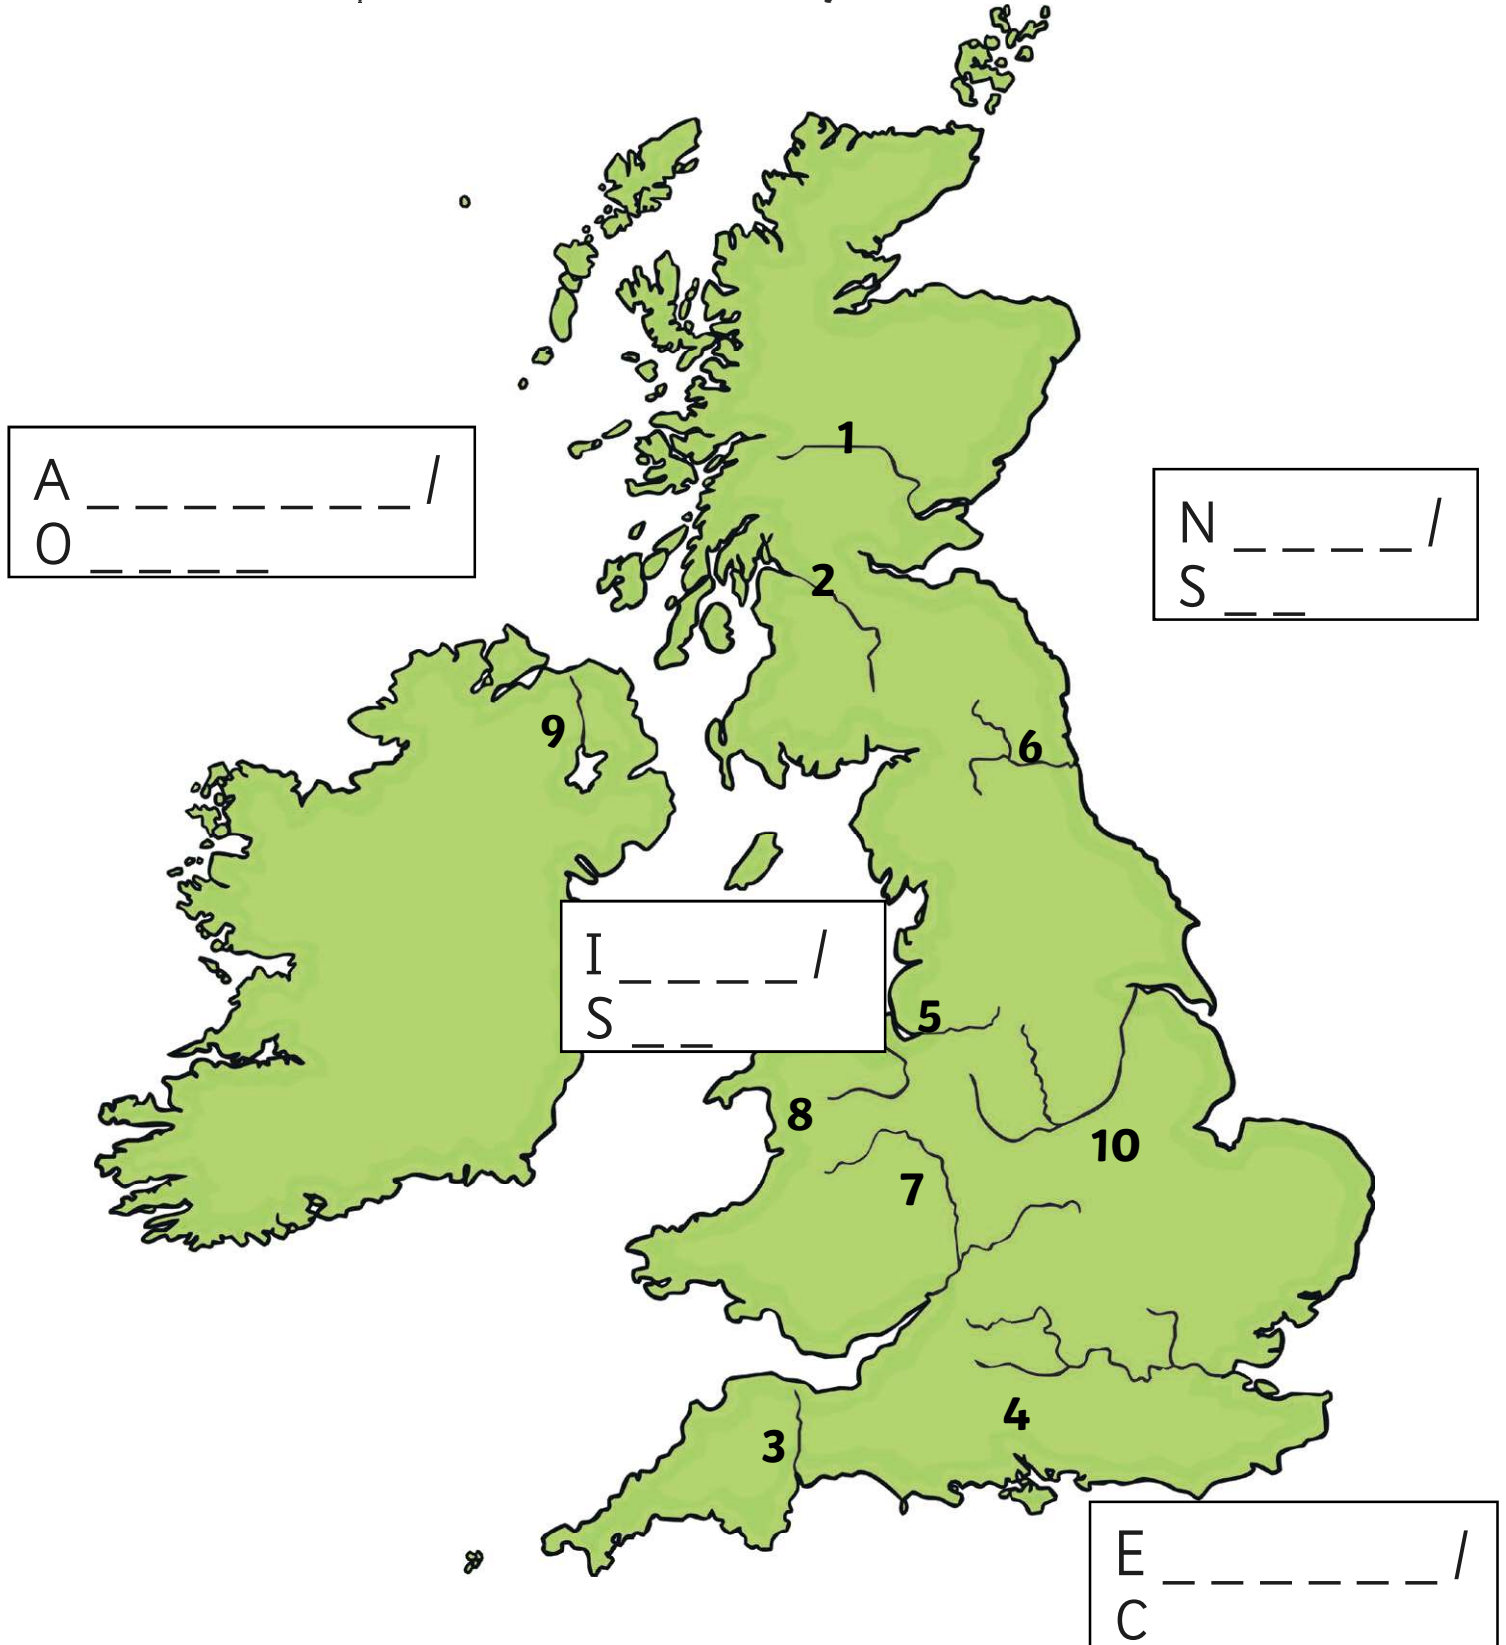 1
A _ _ _ _ _ _ _ /
O _ _ _ _
N _ _ _ _ /
S _ _
2
9
6
I _ _ _ _ /
S _ _
5
8
10
7
4
3
E _ _ _ _ _ _ /
C